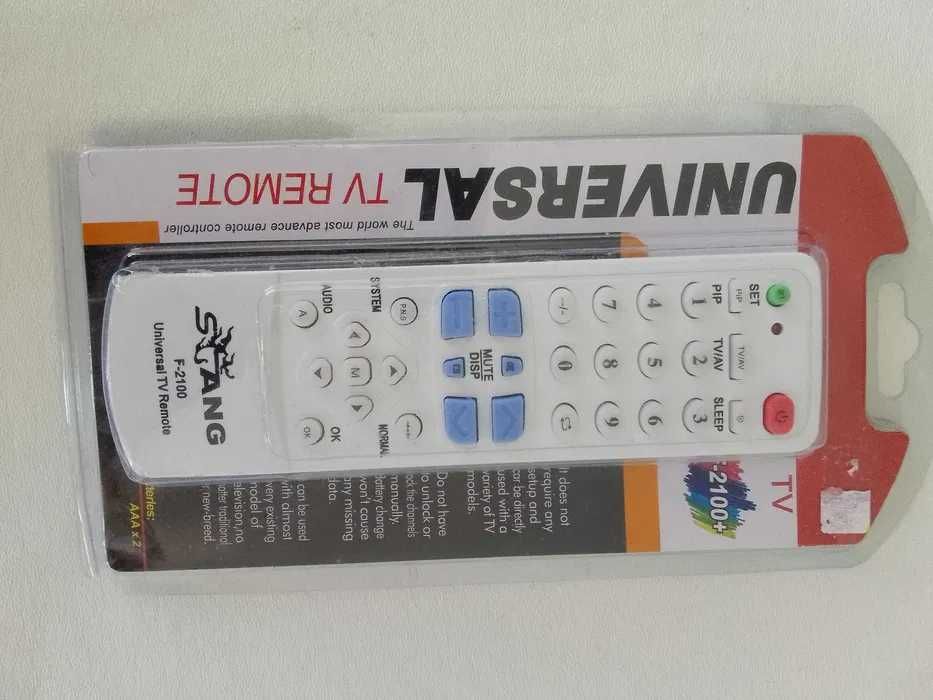 UNIVERSAL
TV REMOTE
The world most advance remote controller
TV
F-2100+
SET
PIP
PIP
TV/AV
TV/AV
SLEEP
1 2 3
4 5 6
7 8 9
-/-- 0
+ -
MUTE
DISP
SYSTEM
P.N.S
NORMAL
M
AUDIO
A
OK
OK
STANG
F-2100
Universal TV Remote
It does not
require any
setup and
car be directly
used with a
variety of TV
models.
Do not have
to unlock or
lock the channels
manually.
Battery change
won't cause
any missing
data.
can be used
with almost
every existing
model of
television,no
matter traditional
or new-breed.
AAA x 2